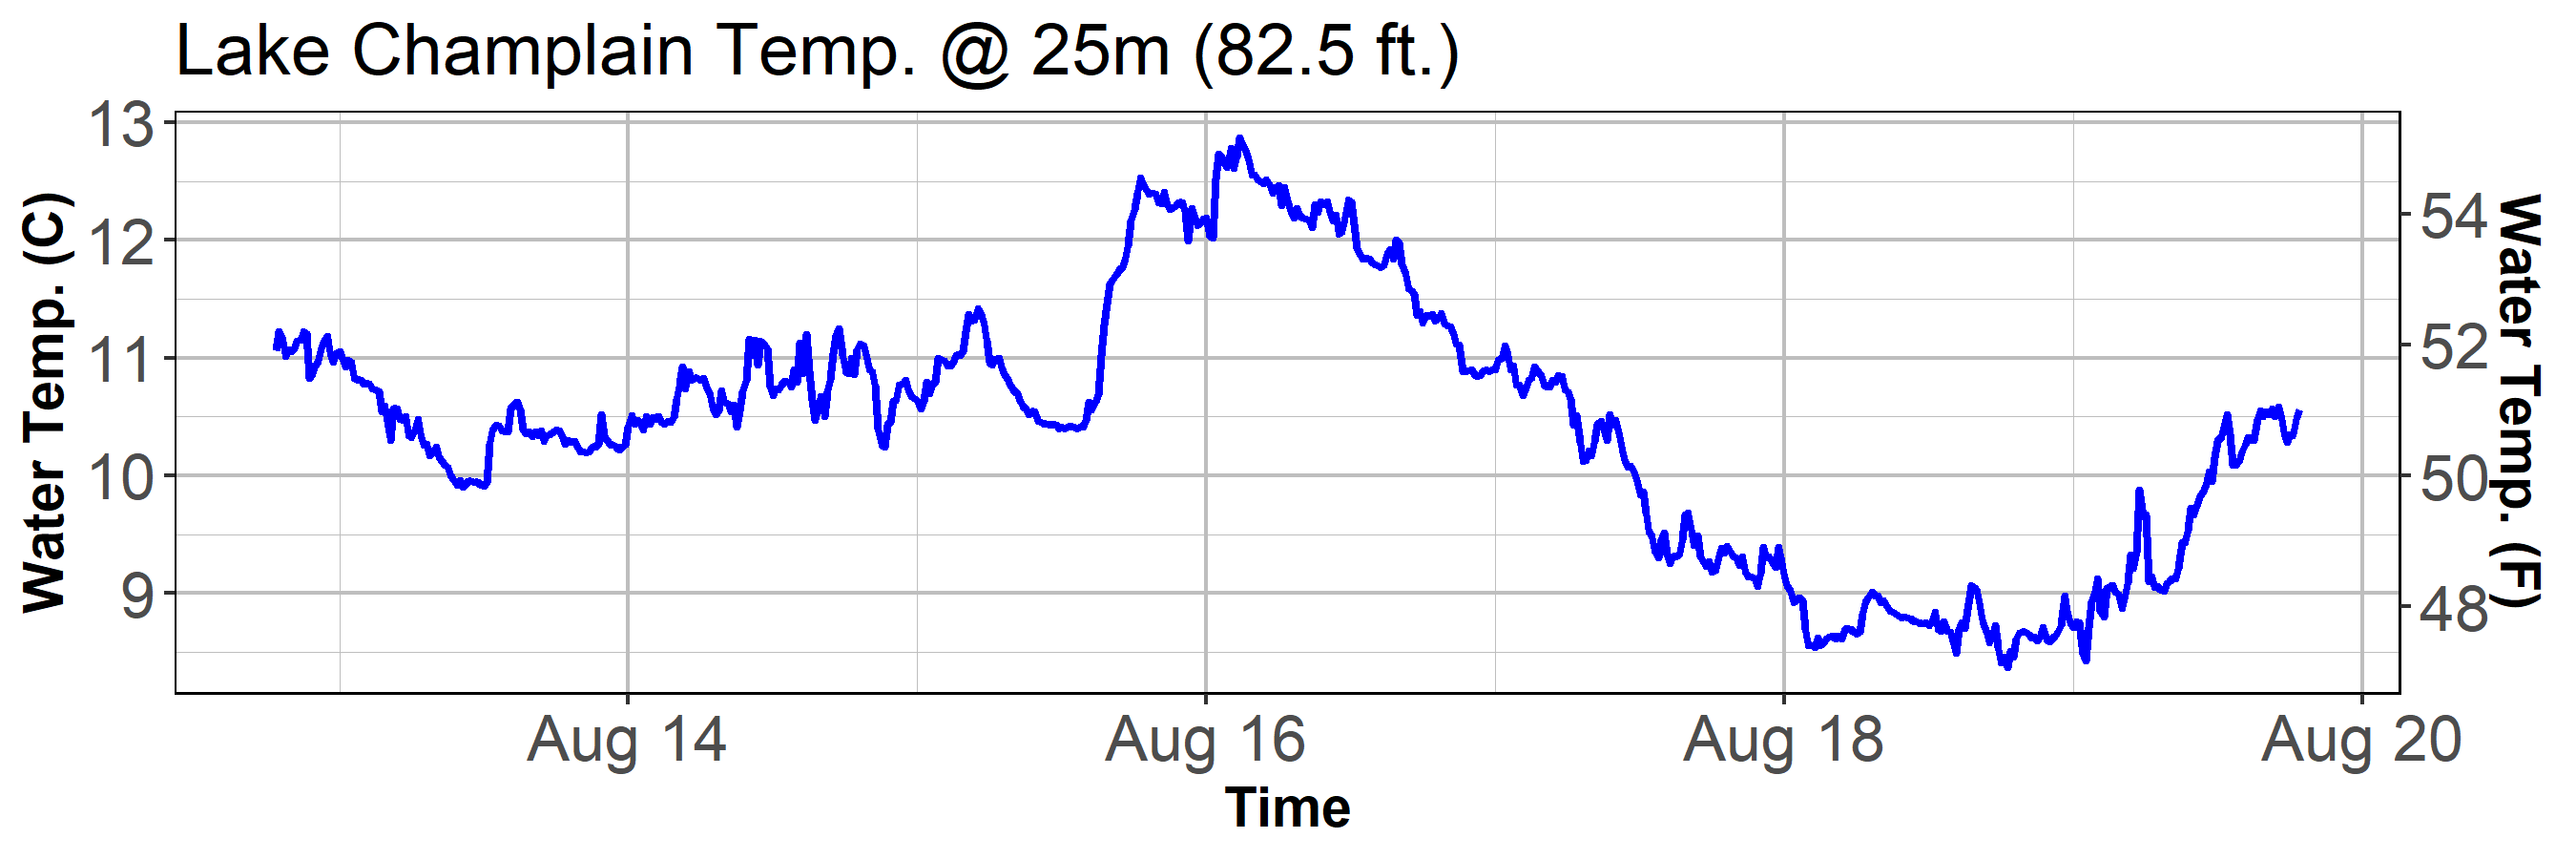 Lake Champlain Temp. @ 25m (82.5 ft.)
Water Temp. (C)
13
12
11
10
9
54
52
50
48
Water Temp. (F)
Aug 14
Aug 16
Aug 18
Aug 20
Time